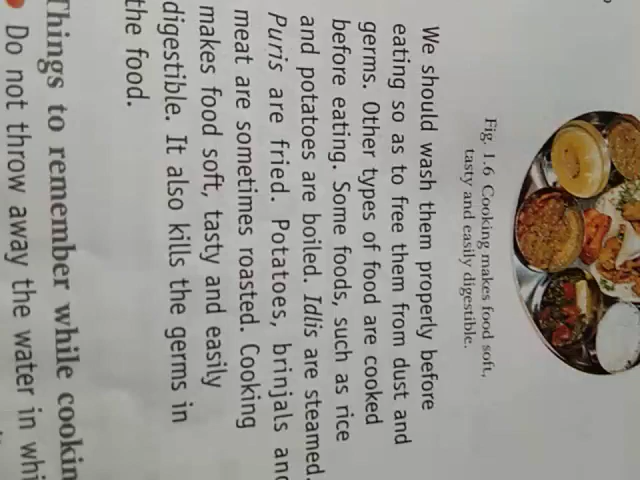 Fig. 1.6 Cooking makes food soft,
tasty and easily digestible.
We should wash them properly before
eating so as to free them from dust and
germs. Other types of food are cooked
before eating. Some foods, such as rice
and potatoes are boiled. Idlis are steamed.
Puris are fried. Potatoes, brinjals and
meat are sometimes roasted. Cooking
makes food soft, tasty and easily
digestible. It also kills the germs in
the food.
Things to remember while cookin
Do not throw away the water in whi